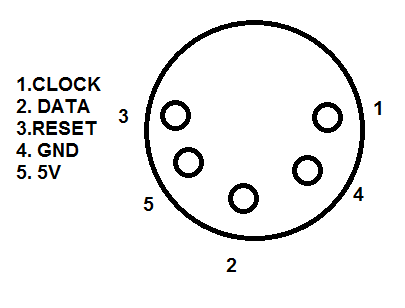 1.CLOCK
2. DATA
3.RESET
4. GND
5. 5V
3
1
5
4
2